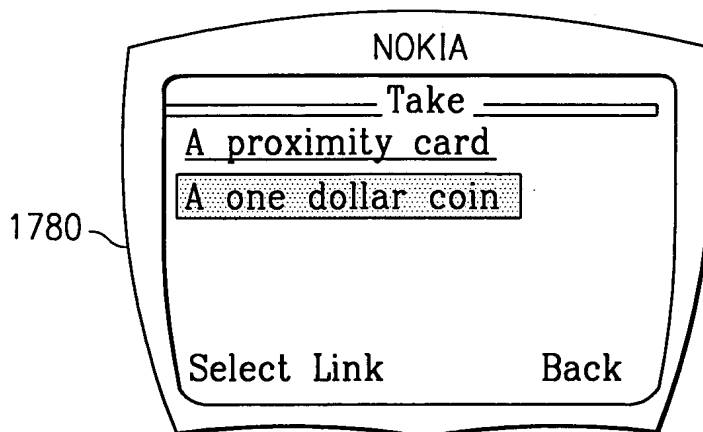 NOKIA
Take
A proximity card
A one dollar coin
1780
Select Link Back